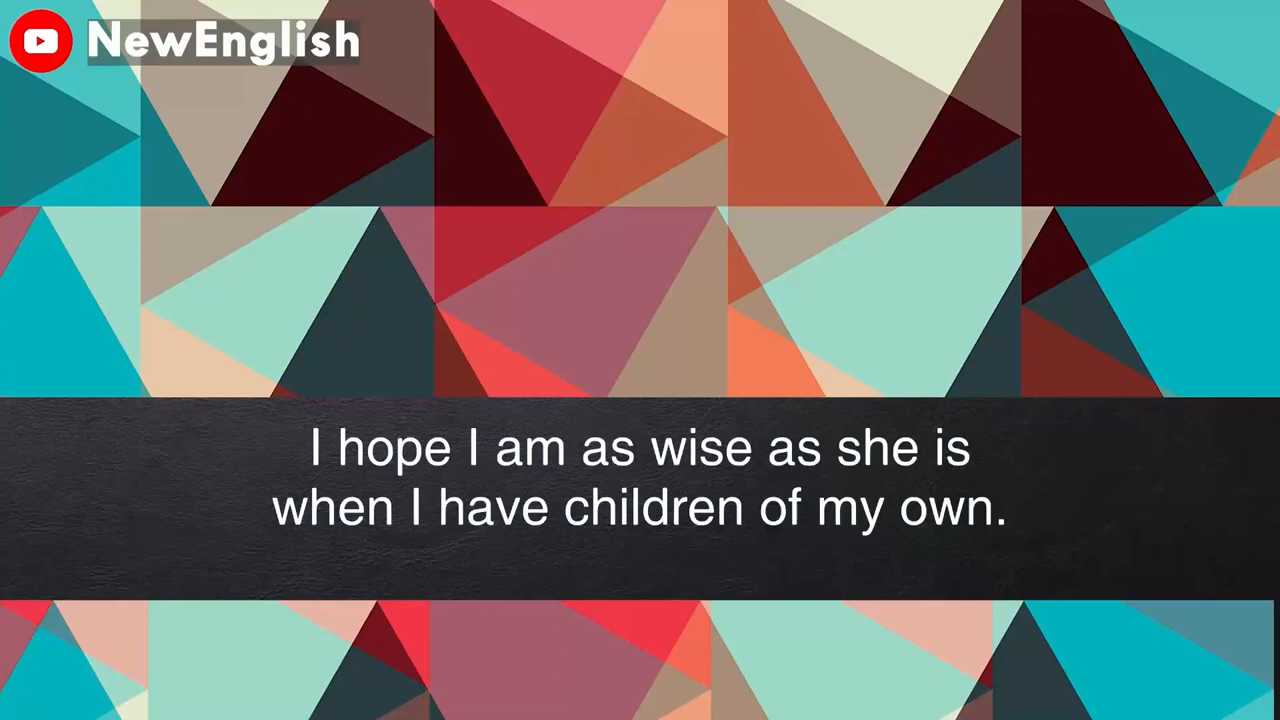 NewEnglish
I hope I am as wise as she is
when I have children of my own.